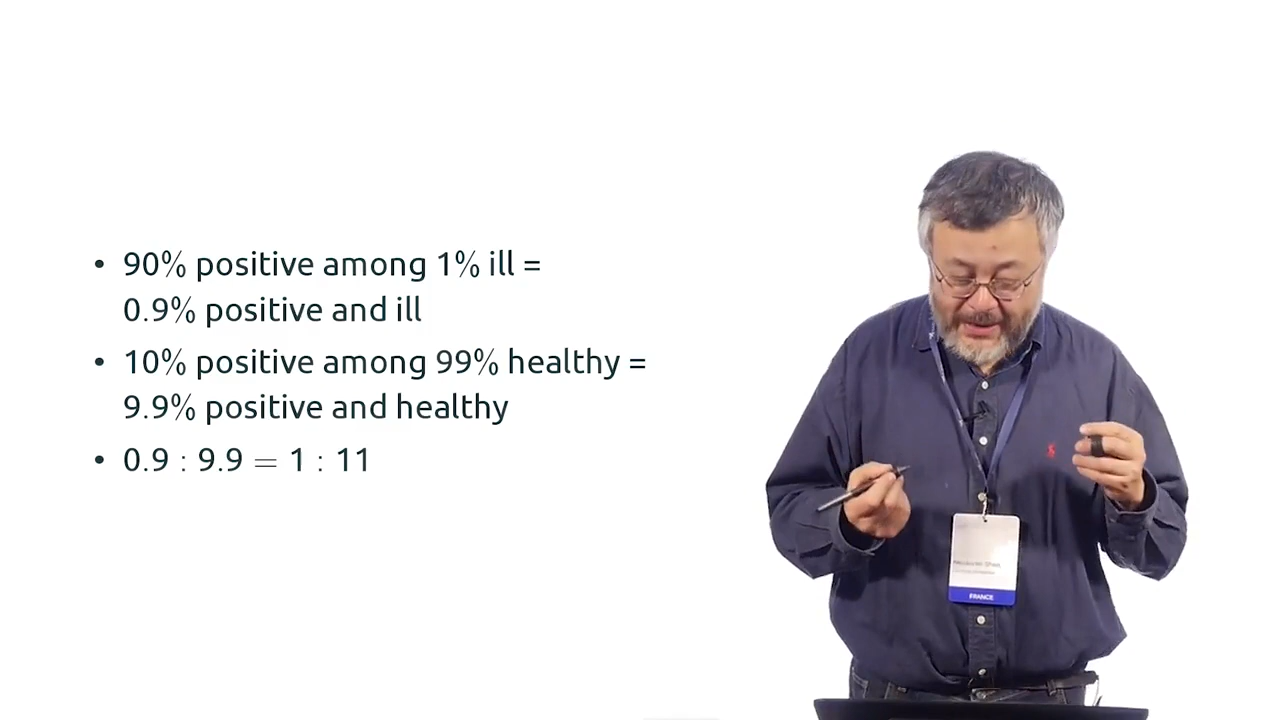 • 90% positive among 1% ill =
0.9% positive and ill
• 10% positive among 99% healthy =
9.9% positive and healthy
• 0.9 : 9.9 = 1 : 11
FRANCE